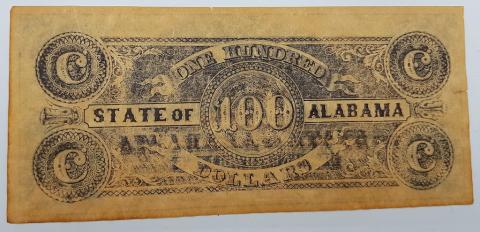 C ONE HUNDRED C
STATE OF 100 ALABAMA
C DOLLARS C